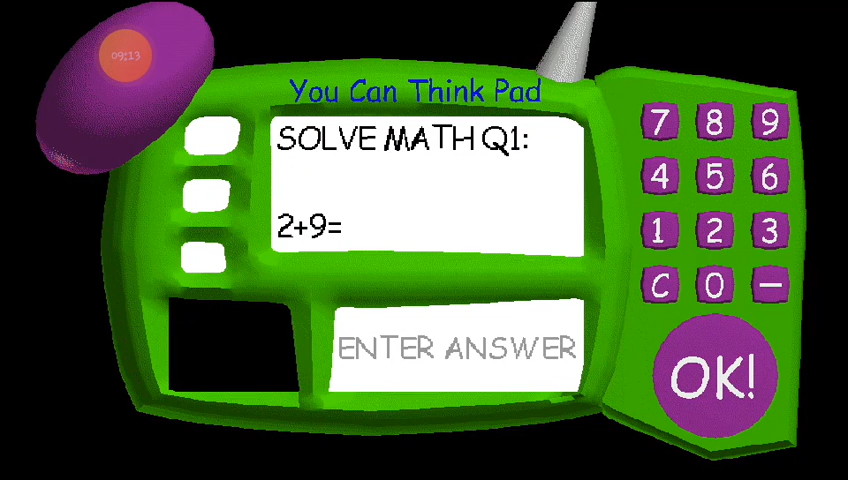 09:13
You Can Think Pad
SOLVE MATH Q1:
2+9=
ENTER ANSWER
7 8 9
4 5 6
1 2 3
C 0 —
OK!